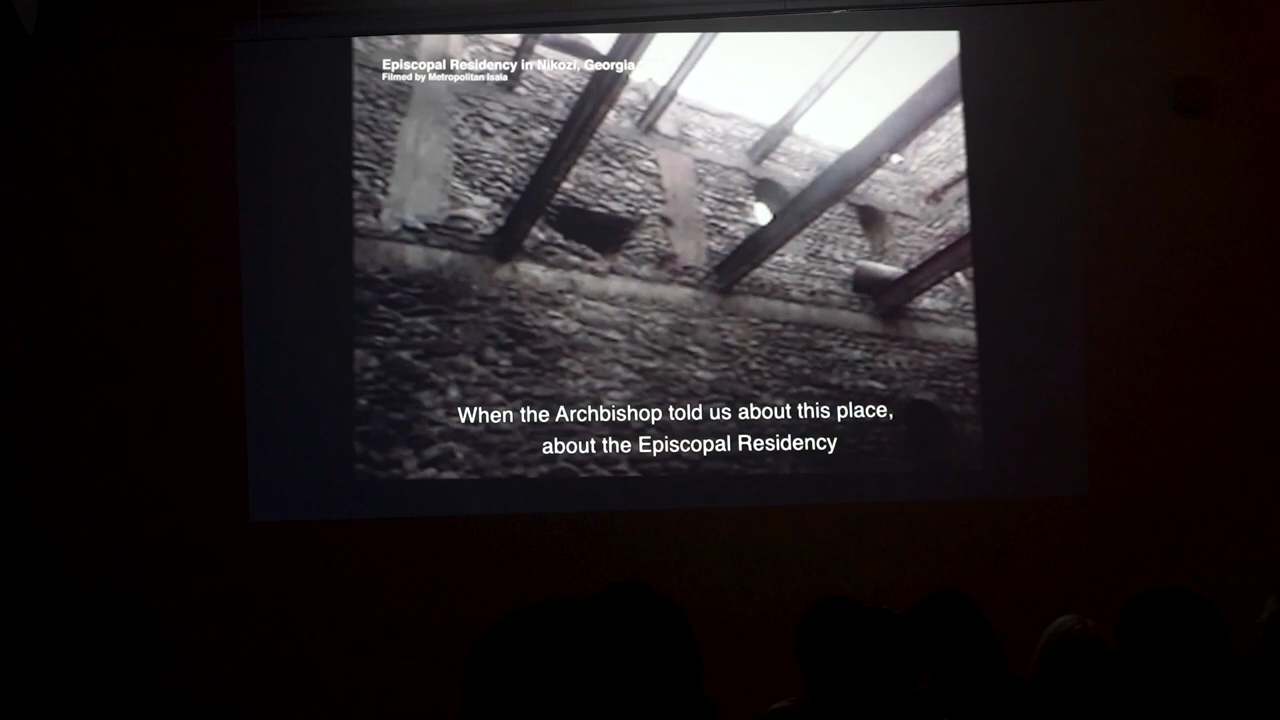 Episcopal Residency in Nikozi, Georgia
Filmed by Metropolitan Isaia
When the Archbishop told us about this place,
about the Episcopal Residency